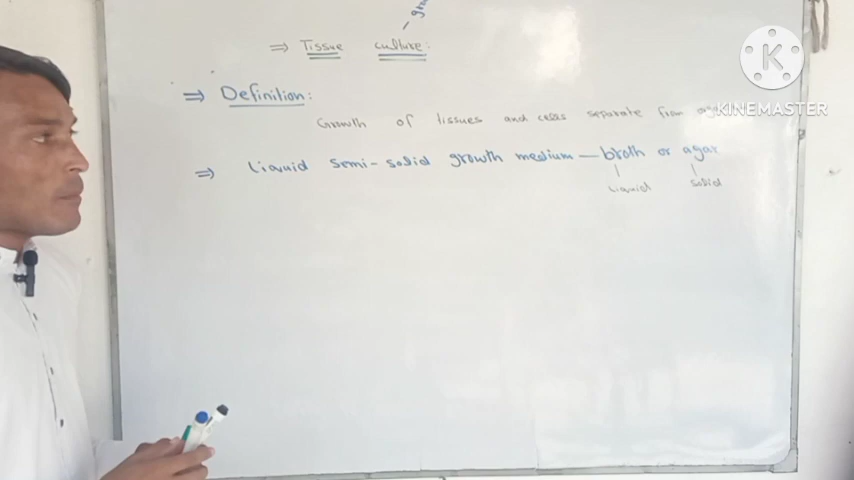 ⇒ Tissue culture:
⇒ Definition:
Growth of tissues and cells separate from
⇒ Liquid semi-solid growth medium — broth or agar
Liquid solid
K
KINEMASTER